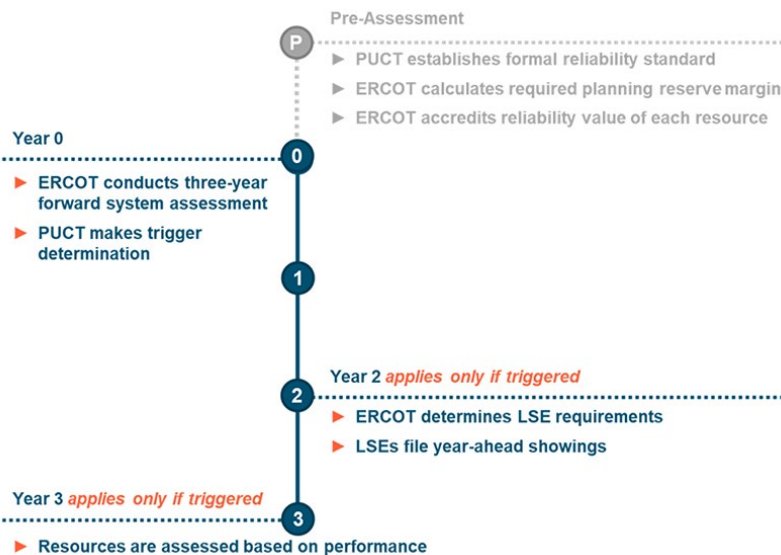 Pre-Assessment
P
► PUCT establishes formal reliability standard
► ERCOT calculates required planning reserve margin
► ERCOT accredits reliability value of each resource
Year 0
0
► ERCOT conducts three-year
forward system assessment
► PUCT makes trigger
determination
1
Year 2 applies only if triggered
2
► ERCOT determines LSE requirements
► LSEs file year-ahead showings
Year 3 applies only if triggered
3
► Resources are assessed based on performance